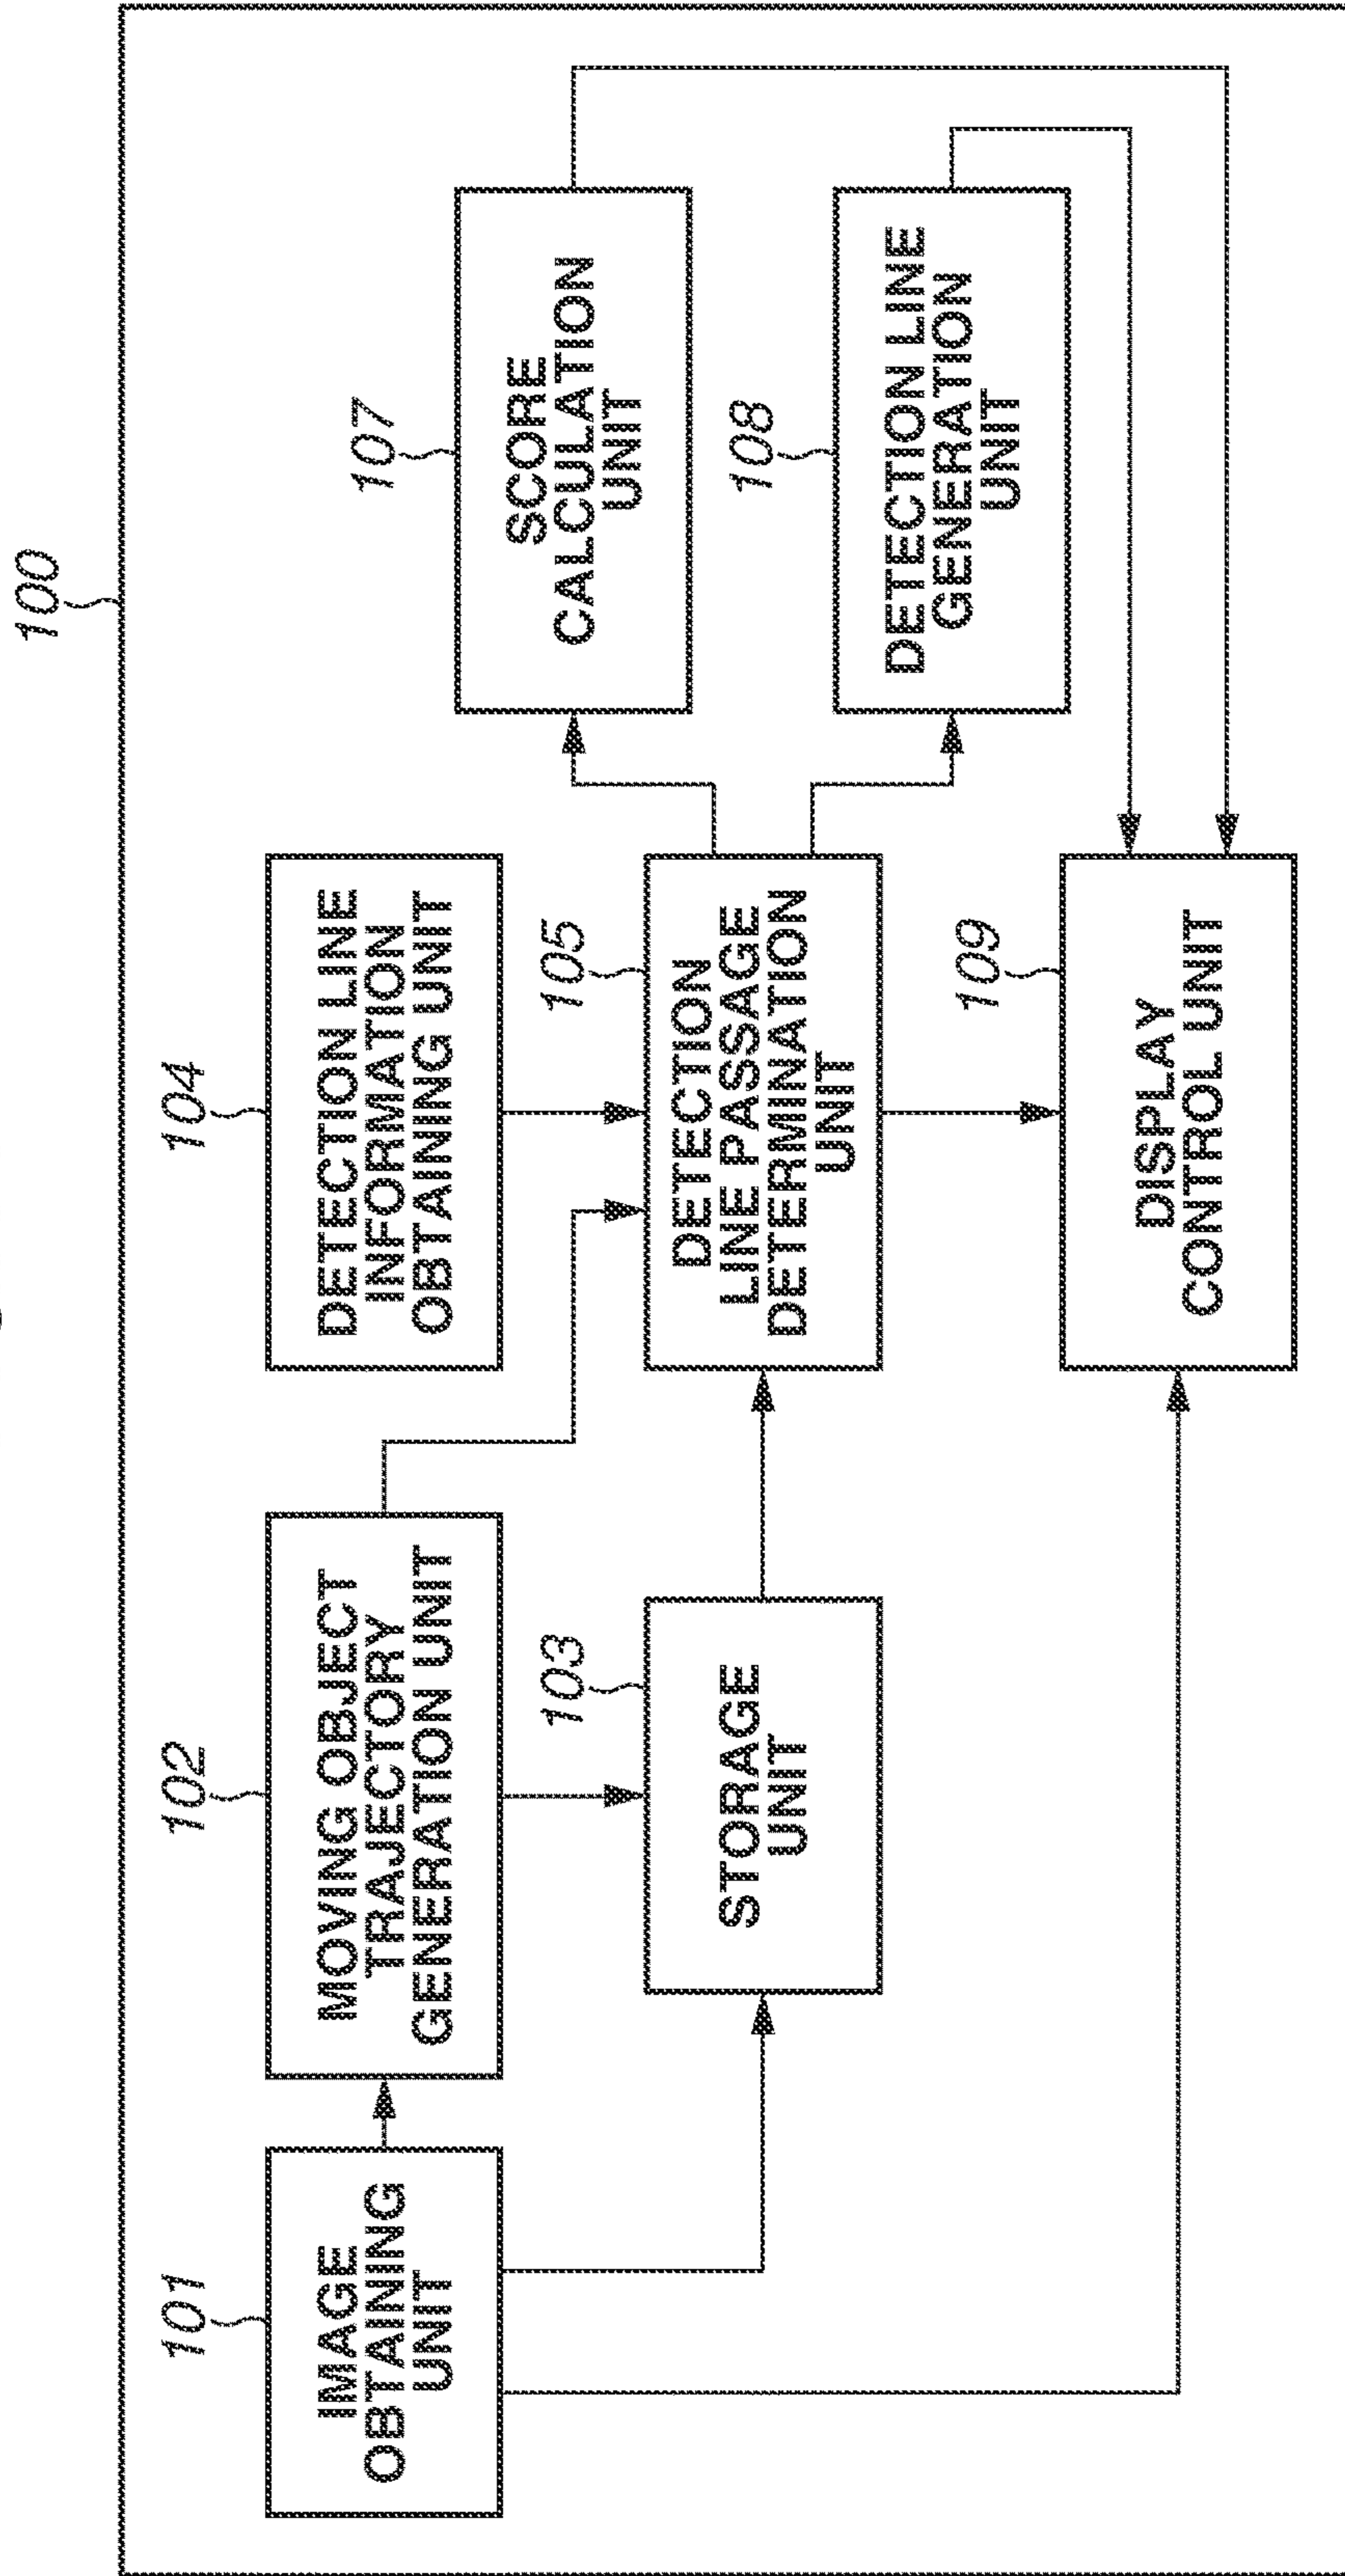 100
101
IMAGE
OBTAINING
UNIT
102
MOVING OBJECT
TRAJECTORY
GENERATION UNIT
103
STORAGE
UNIT
104
DETECTION LINE
INFORMATION
OBTAINING UNIT
105
DETECTION
LINE PASSAGE
DETERMINATION
UNIT
107
SCORE
CALCULATION
UNIT
108
DETECTION LINE
GENERATION
UNIT
109
DISPLAY
CONTROL UNIT